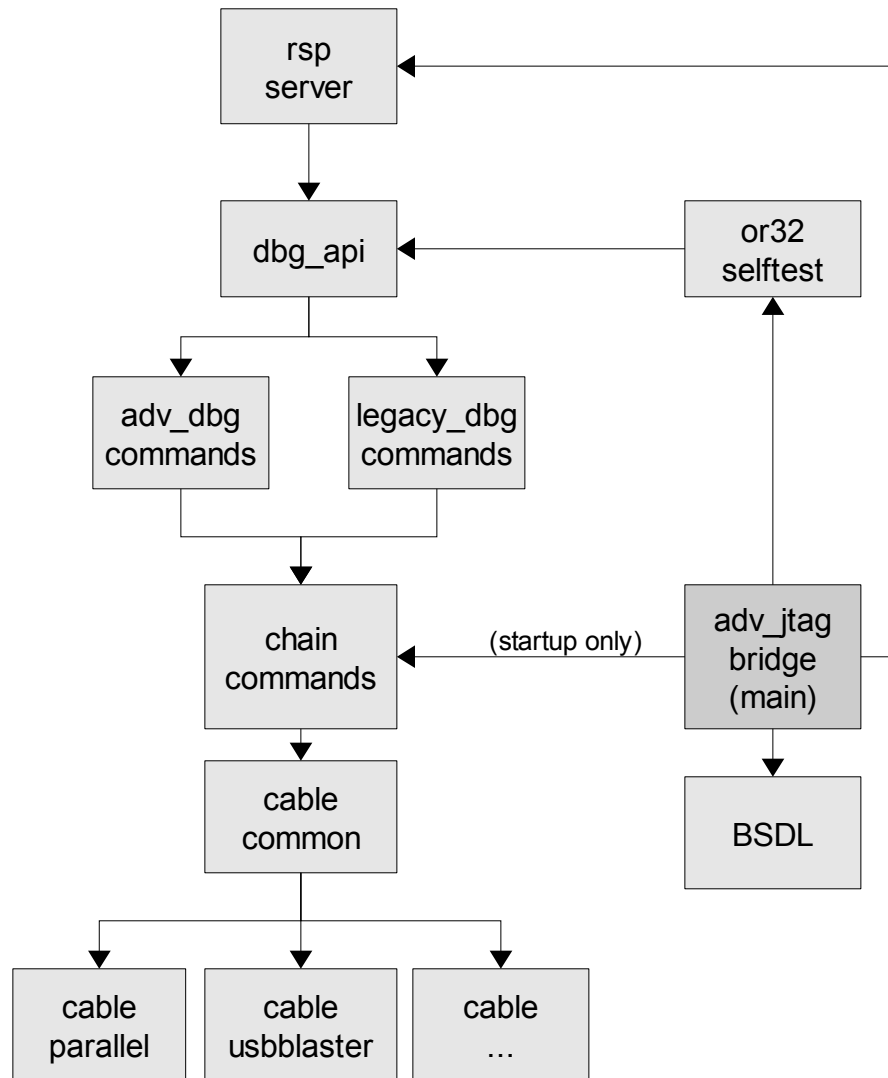 rsp
server
dbg_api
or32
selftest
adv_dbg
commands
legacy_dbg
commands
chain
commands
(startup only)
adv_jtag
bridge
(main)
cable
common
BSDL
cable
parallel
cable
usbblaster
cable
...